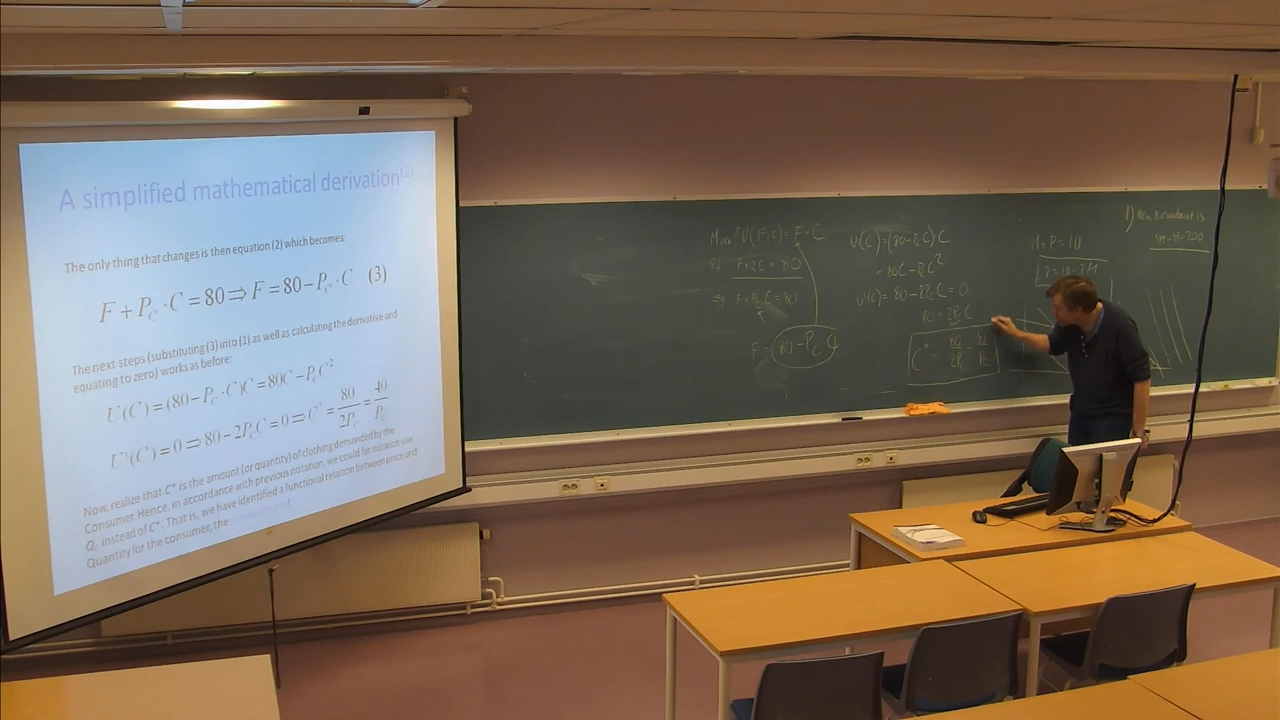 A simplified mathematical derivation(2)
The only thing that changes is then equation (2) which becomes:
F + P_C · C = 80 ⇒ F = 80 − P_C · C (3)
The next steps (substituting (3) into (1) as well as calculating the derivative and
equating to zero) works as before:
U(C) = (80 − P_C · C)C = 80C − P_C C²
U'(C) = 0 ⇒ 80 − 2P_C C = 0 ⇒ C* = 80/2P_C = 40/P_C
Now, realize that C* is the amount (or quantity) of clothing demanded by the
Consumer. Hence, in accordance with previous notation, we could for instance use
Q_C instead of C*. That is, we have identified a functional relation between price and
Quantity for the consumer, the
Max U(F,C) = F·C
F+2C = 80
⇒ F+P_C C = 80
F = 80 − P_C C
U(C) = (80 − P_C C) C
= 80C − P_C C²
U'(C) = 80 − 2P_C C = 0
80 = 2P_C C
C* = 80/2P_C = 40/P_C
M + P = 10
1)